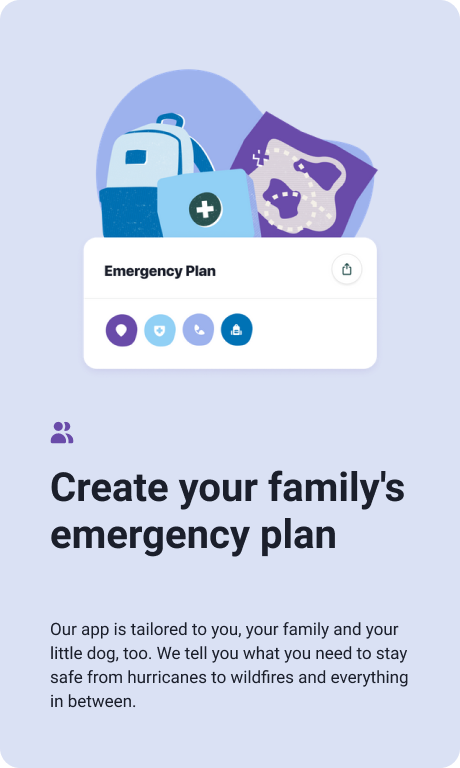 Emergency Plan
Create your family's
emergency plan
Our app is tailored to you, your family and your
little dog, too. We tell you what you need to stay
safe from hurricanes to wildfires and everything
in between.